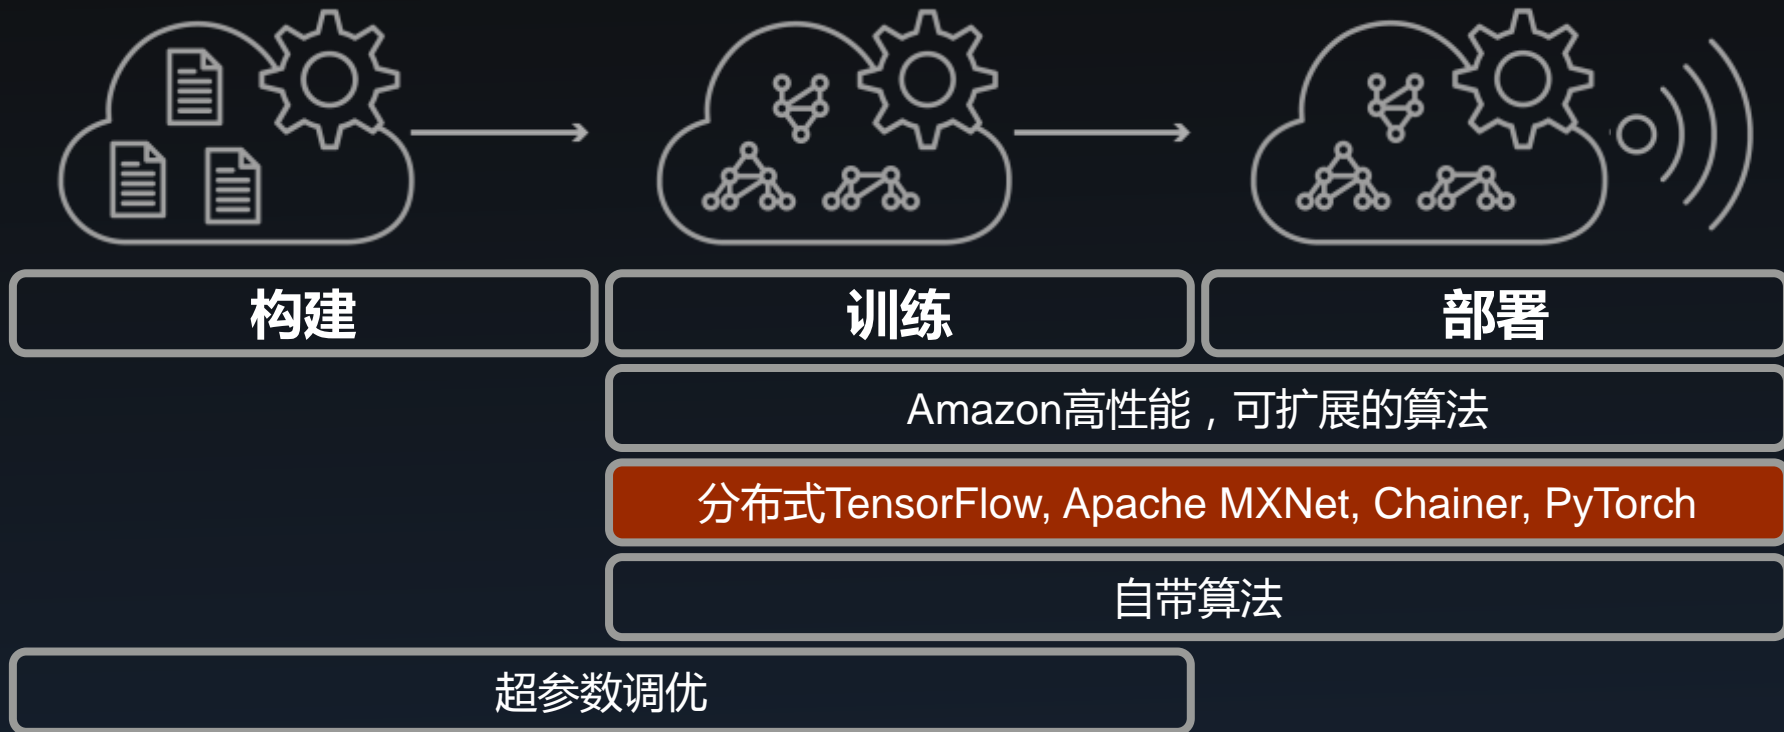 构建
训练
部署
Amazon高性能，可扩展的算法
分布式TensorFlow, Apache MXNet, Chainer, PyTorch
自带算法
超参数调优